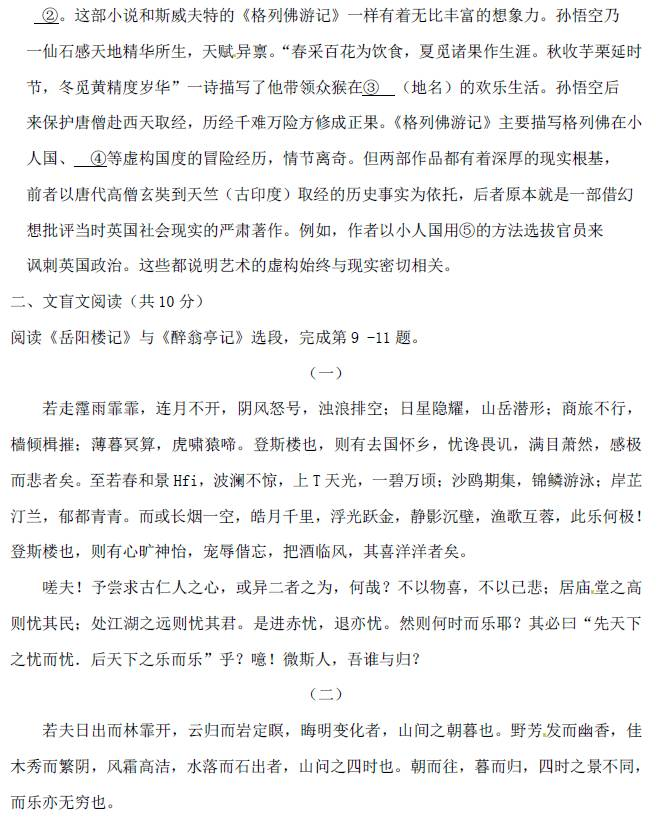 ②。这部小说和斯威夫特的《格列佛游记》一样有着无比丰富的想象力。孙悟空乃
一仙石感天地精华所生，天赋异禀。“春采百花为饮食，夏觅诸果作生涯。秋收芋栗延时
节，冬觅黄精度岁华”一诗描写了他带领众猴在③ （地名）的欢乐生活。孙悟空后
来保护唐僧赴西天取经，历经千难万险方修成正果。《格列佛游记》主要描写格列佛在小
人国、 ④等虚构国度的冒险经历，情节离奇。但两部作品都有着深厚的现实根基，
前者以唐代高僧玄奘到天竺（古印度）取经的历史事实为依托，后者原本就是一部借幻
想批评当时英国社会现实的严肃著作。例如，作者以小人国用⑤的方法选拔官员来
讽刺英国政治。这些都说明艺术的虚构始终与现实密切相关。
二、文盲文阅读（共 10 分）
阅读《岳阳楼记》与《醉翁亭记》选段，完成第 9 -11 题。
（一）
若走霪雨霏霏，连月不开，阴风怒号，浊浪排空；日星隐耀，山岳潜形；商旅不行，
樯倾楫摧；薄暮冥算，虎啸猿啼。登斯楼也，则有去国怀乡，忧谗畏讥，满目萧然，感极
而悲者矣。至若春和景 Hfi，波澜不惊，上 T 天光，一碧万顷；沙鸥期集，锦鳞游泳；岸芷
汀兰，郁都青青。而或长烟一空，皓月千里，浮光跃金，静影沉壁，渔歌互蓉，此乐何极！
登斯楼也，则有心旷神怡，宠辱偕忘，把酒临风，其喜洋洋者矣。
嗟夫！予尝求古仁人之心，或异二者之为，何哉？不以物喜，不以已悲；居庙堂之高
则忧其民；处江湖之远则忧其君。是进赤忧，退亦忧。然则何时而乐耶？其必曰“先天下
之忧而忧．后天下之乐而乐”乎？噫！微斯人，吾谁与归？
（二）
若夫日出而林霏开，云归而岩定暝，晦明变化者，山间之朝暮也。野芳发而幽香，佳
木秀而繁阴，风霜高洁，水落而石出者，山问之四时也。朝而往，暮而归，四时之景不同，
而乐亦无穷也。